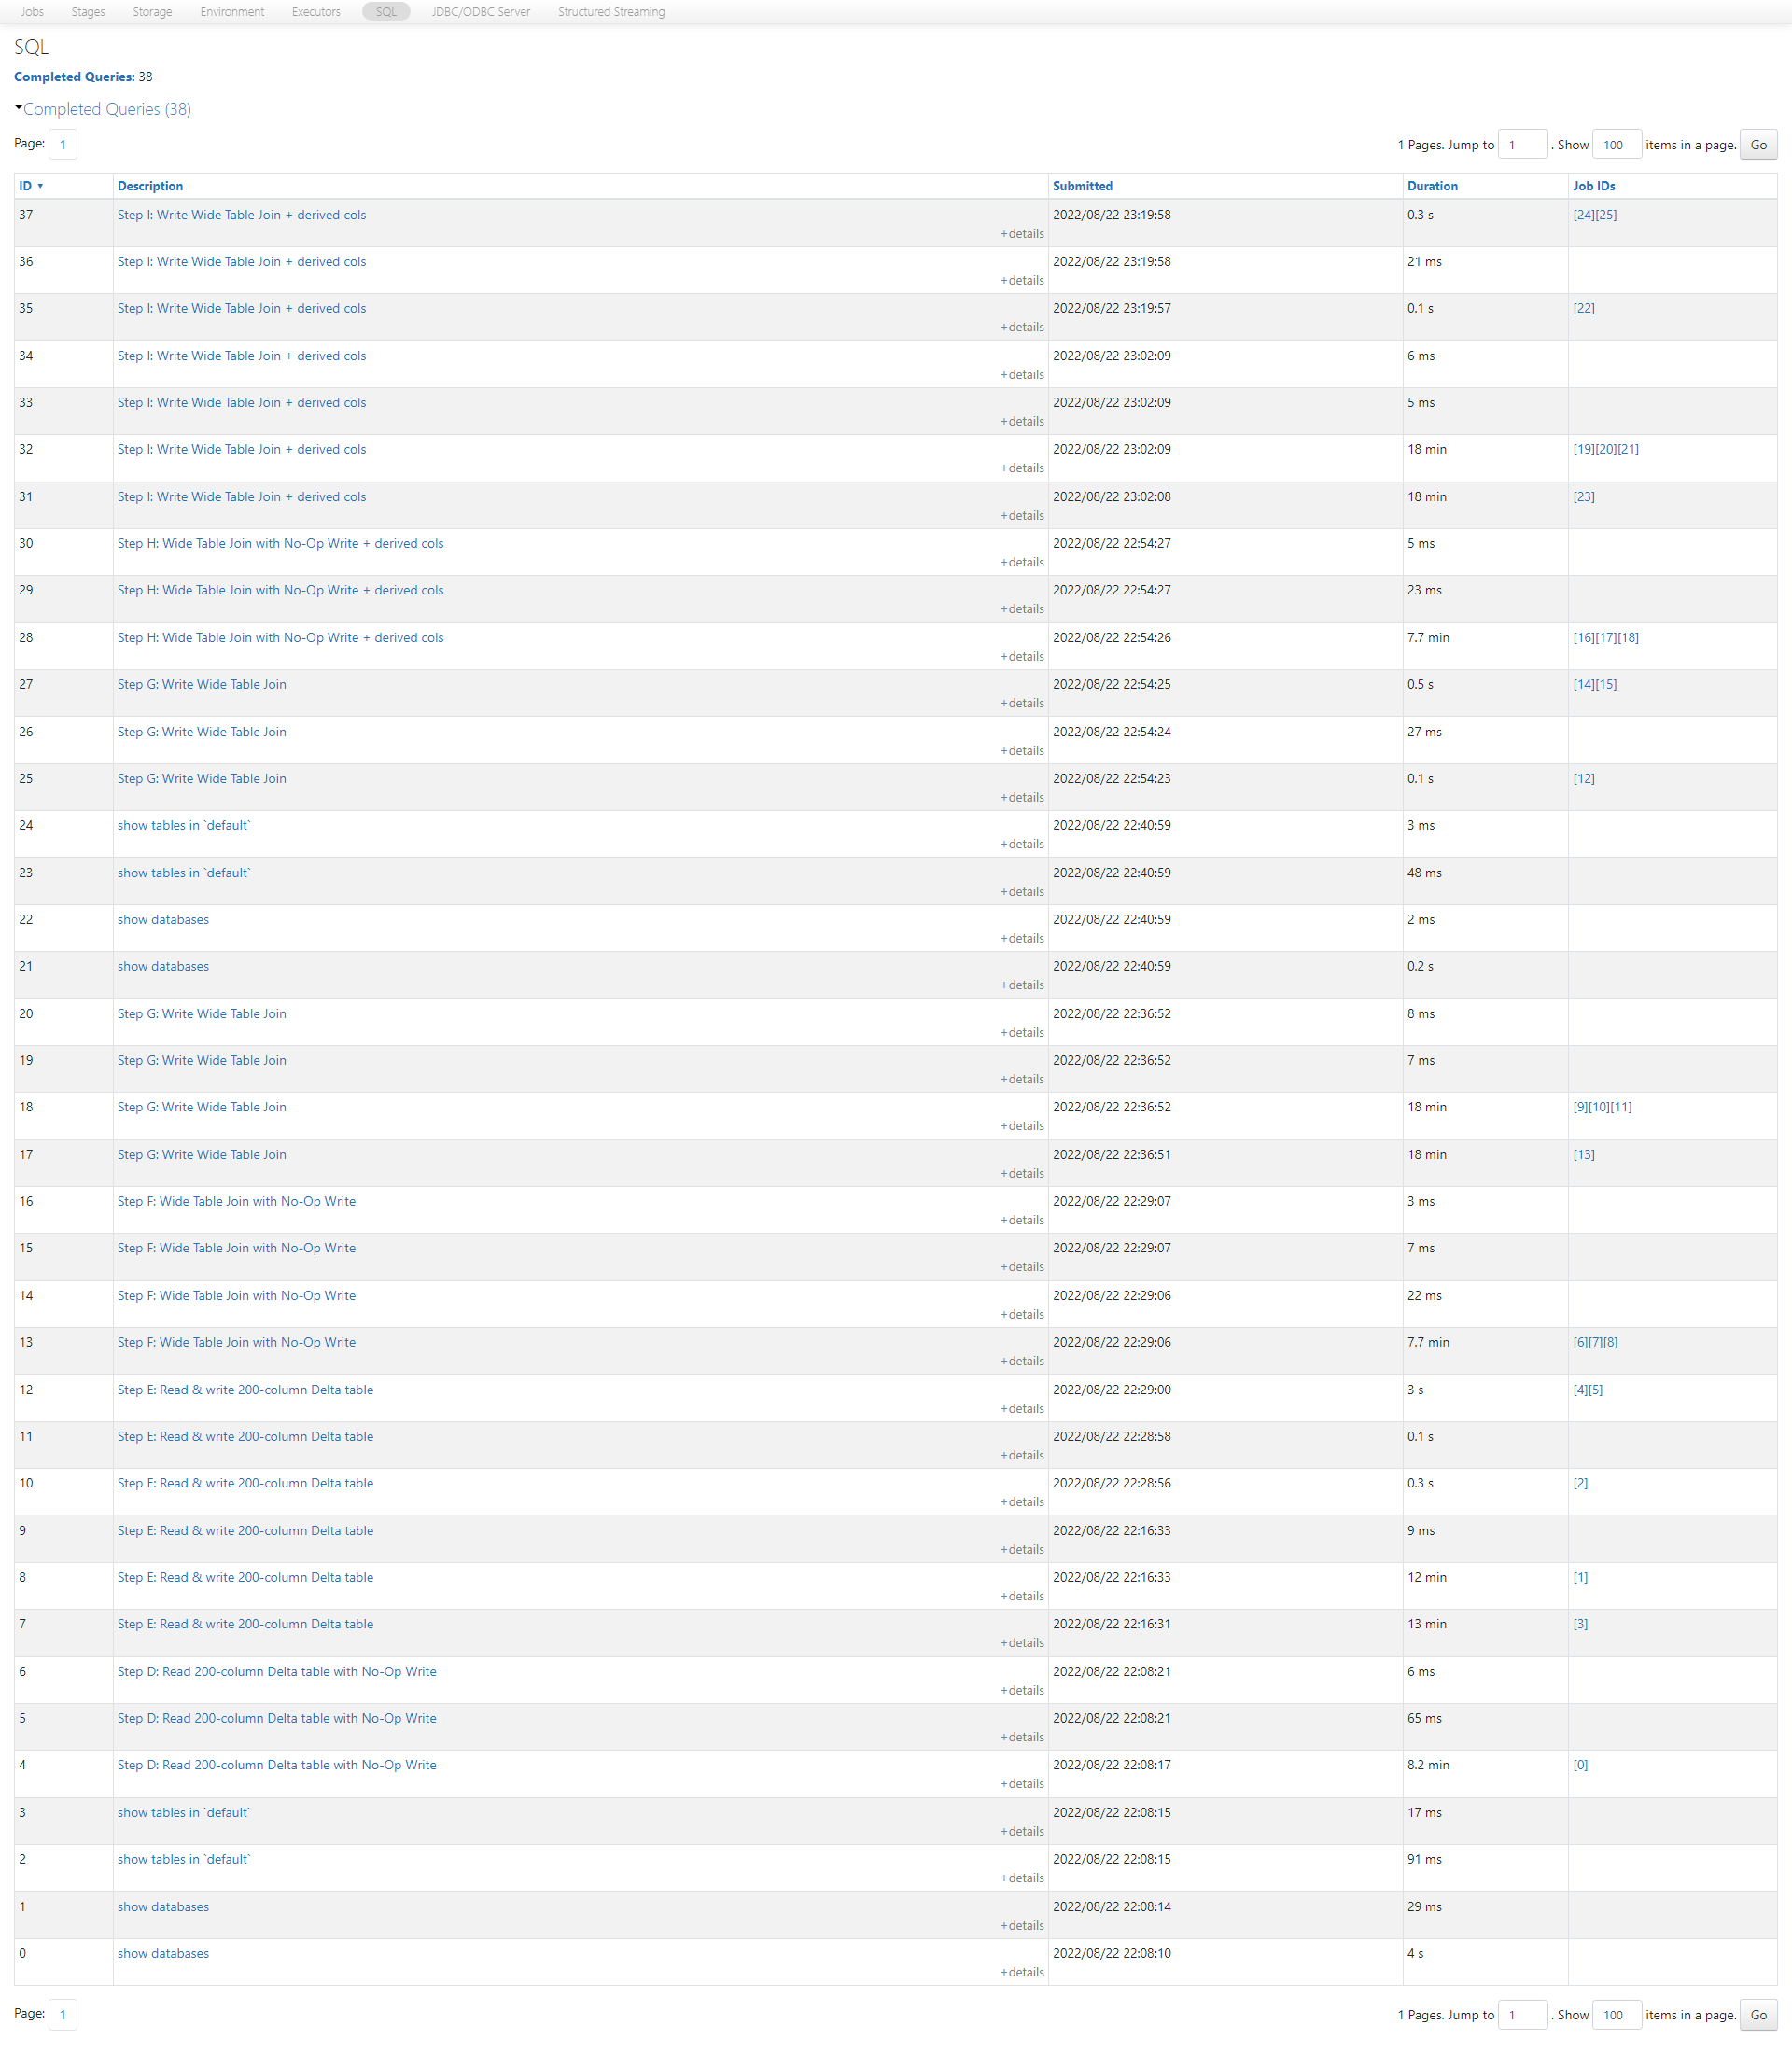 Jobs Stages Storage Environment Executors SQL JDBC/ODBC Server Structured Streaming
SQL
Completed Queries: 38
Completed Queries (38)
Page: 1 1 Pages. Jump to 1 . Show 100 items in a page. Go
ID Description Submitted Duration Job IDs
37 Step I: Write Wide Table Join + derived cols 2022/08/22 23:19:58 0.3 s [24][25]
+details
36 Step I: Write Wide Table Join + derived cols 2022/08/22 23:19:58 21 ms
+details
35 Step I: Write Wide Table Join + derived cols 2022/08/22 23:19:57 0.1 s [22]
+details
34 Step I: Write Wide Table Join + derived cols 2022/08/22 23:02:09 6 ms
+details
33 Step I: Write Wide Table Join + derived cols 2022/08/22 23:02:09 5 ms
+details
32 Step I: Write Wide Table Join + derived cols 2022/08/22 23:02:09 18 min [19][20][21]
+details
31 Step I: Write Wide Table Join + derived cols 2022/08/22 23:02:08 18 min [23]
+details
30 Step H: Wide Table Join with No-Op Write + derived cols 2022/08/22 22:54:27 5 ms
+details
29 Step H: Wide Table Join with No-Op Write + derived cols 2022/08/22 22:54:27 23 ms
+details
28 Step H: Wide Table Join with No-Op Write + derived cols 2022/08/22 22:54:26 7.7 min [16][17][18]
+details
27 Step G: Write Wide Table Join 2022/08/22 22:54:25 0.5 s [14][15]
+details
26 Step G: Write Wide Table Join 2022/08/22 22:54:24 27 ms
+details
25 Step G: Write Wide Table Join 2022/08/22 22:54:23 0.1 s [12]
+details
24 show tables in `default` 2022/08/22 22:40:59 3 ms
+details
23 show tables in `default` 2022/08/22 22:40:59 48 ms
+details
22 show databases 2022/08/22 22:40:59 2 ms
+details
21 show databases 2022/08/22 22:40:59 0.2 s
+details
20 Step G: Write Wide Table Join 2022/08/22 22:36:52 8 ms
+details
19 Step G: Write Wide Table Join 2022/08/22 22:36:52 7 ms
+details
18 Step G: Write Wide Table Join 2022/08/22 22:36:52 18 min [9][10][11]
+details
17 Step G: Write Wide Table Join 2022/08/22 22:36:51 18 min [13]
+details
16 Step F: Wide Table Join with No-Op Write 2022/08/22 22:29:07 3 ms
+details
15 Step F: Wide Table Join with No-Op Write 2022/08/22 22:29:07 7 ms
+details
14 Step F: Wide Table Join with No-Op Write 2022/08/22 22:29:06 22 ms
+details
13 Step F: Wide Table Join with No-Op Write 2022/08/22 22:29:06 7.7 min [6][7][8]
+details
12 Step E: Read & write 200-column Delta table 2022/08/22 22:29:00 3 s [4][5]
+details
11 Step E: Read & write 200-column Delta table 2022/08/22 22:28:58 0.1 s
+details
10 Step E: Read & write 200-column Delta table 2022/08/22 22:28:56 0.3 s [2]
+details
9 Step E: Read & write 200-column Delta table 2022/08/22 22:16:33 9 ms
+details
8 Step E: Read & write 200-column Delta table 2022/08/22 22:16:33 12 min [1]
+details
7 Step E: Read & write 200-column Delta table 2022/08/22 22:16:31 13 min [3]
+details
6 Step D: Read 200-column Delta table with No-Op Write 2022/08/22 22:08:21 6 ms
+details
5 Step D: Read 200-column Delta table with No-Op Write 2022/08/22 22:08:21 65 ms
+details
4 Step D: Read 200-column Delta table with No-Op Write 2022/08/22 22:08:17 8.2 min [0]
+details
3 show tables in `default` 2022/08/22 22:08:15 17 ms
+details
2 show tables in `default` 2022/08/22 22:08:15 91 ms
+details
1 show databases 2022/08/22 22:08:14 29 ms
+details
0 show databases 2022/08/22 22:08:10 4 s
+details
Page: 1 1 Pages. Jump to 1 . Show 100 items in a page. Go